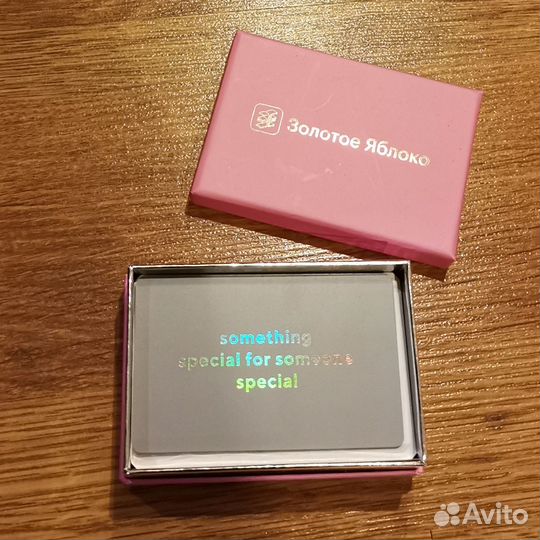 Золотое Яблоко
something
special for someone
special
Avito